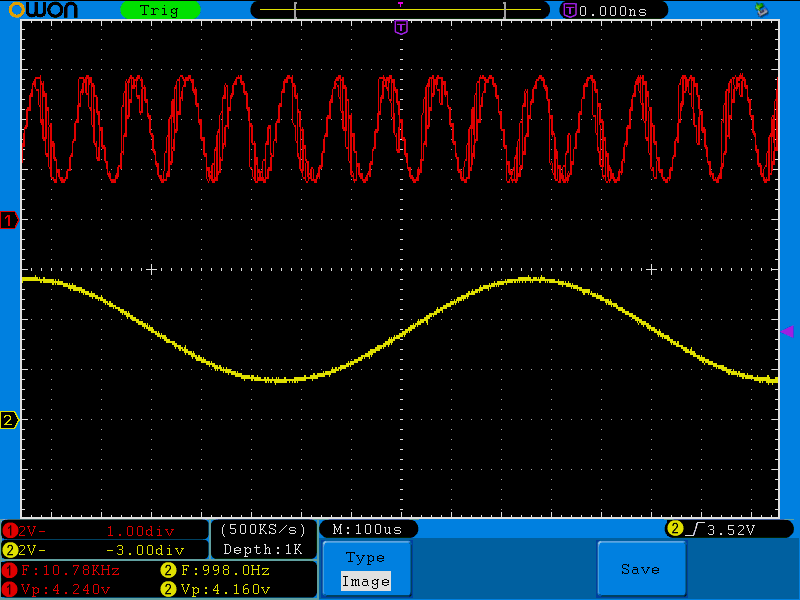 OWON Trig T 0.000ns
T
1
2
1 2V- 1.00div (500KS/s) M:100us 2 3.52V
2 2V- -3.00div Depth:1K
1 F:10.78KHz 2 F:998.0Hz Type Save
1 Vp:4.240v 2 Vp:4.160v Image